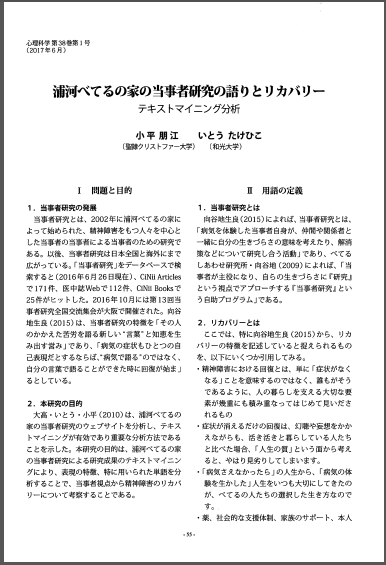 心理科学 第38巻第1号
(2017年6月)
浦河べてるの家の当事者研究の語りとリカバリー
テキストマイニング分析
小平朋江　いとうたけひこ
(聖隷クリストファー大学)　(和光大学)
Ⅰ　問題と目的
1. 当事者研究の発展
当事者研究とは、2002年に浦河べてるの家に
よって始められた、精神障害をもつ人々を中心と
した当事者の当事者による当事者のための研究で
ある。以後、当事者研究は日本全国と海外にまで
広がっている。「当事者研究」をデータベースで検
索すると(2016年6月26日現在)、CiNii Articles
で171件、医中誌Webで112件、CiNii Booksで
25件がヒットした。2016年10月には第13回当
事者研究全国交流集会が大阪で開催された。向谷
地生良(2015)は、当事者研究の特徴を「その人
のかかえた苦労を語る新しい“言葉”と知恵を生
み出す営み」であり、「病気の症状もひとつの自
己表現だとするならば、“病気で語る”のではなく、
自分の言葉で語ることができた時に回復が始ま」
るとしている。
2. 本研究の目的
大高・いとう・小平(2010)は、浦河べてるの
家の当事者研究のウェブサイトを分析し、テキス
トマイニングが有効であり重要な分析方法である
ことを示した。本研究の目的は、浦河べてるの家
の当事者研究による研究成果のテキストマイニン
グにより、表現の特徴、特に用いられた単語を分
析することで、当事者視点から精神障害のリカバ
リーについて考察することである。
Ⅱ　用語の定義
1. 当事者研究とは
向谷地生良(2015)によれば、当事者研究とは、
「病気を体験した当事者自身が、仲間や関係者と
一緒に自分の生きづらさの意味を考えたり、解消
策などについて研究し合う活動」であり、べてる
しあわせ研究所・向谷地(2009)によれば、「当
事者が主役になり、自らの生きづらさに『研究』
という視点でアプローチする「当事者研究」とい
う自助プログラム」である。
2. リカバリーとは
ここでは、特に向谷地生良(2015)から、リカ
バリーの特徴を記述していると捉えられるもの
を、以下にいくつか引用してみる。
・精神障害者における回復とは、単に「症状がなく
なる」ことを意味するのではなく、誰もがそう
であるように、人の暮らしを支える大切な要
素が幾重にも積み重なってはじめて見いださ
れるもの
・症状が消えるだけの回復は、幻聴や妄想をかか
えながらも、活き活きと暮らしている人たち
と比べた場合、「人生の質」という面から考え
ると、やはり見劣りしてしまいます。
・「病気さえなかったら」の人生から、「病気の体
験を生かした」人生をいつも大切にしてきたの
が、べてるの人たちの選択した生き方なので
す。
・薬、社会的な支援体制、家族のサポート、本人
- 55 -